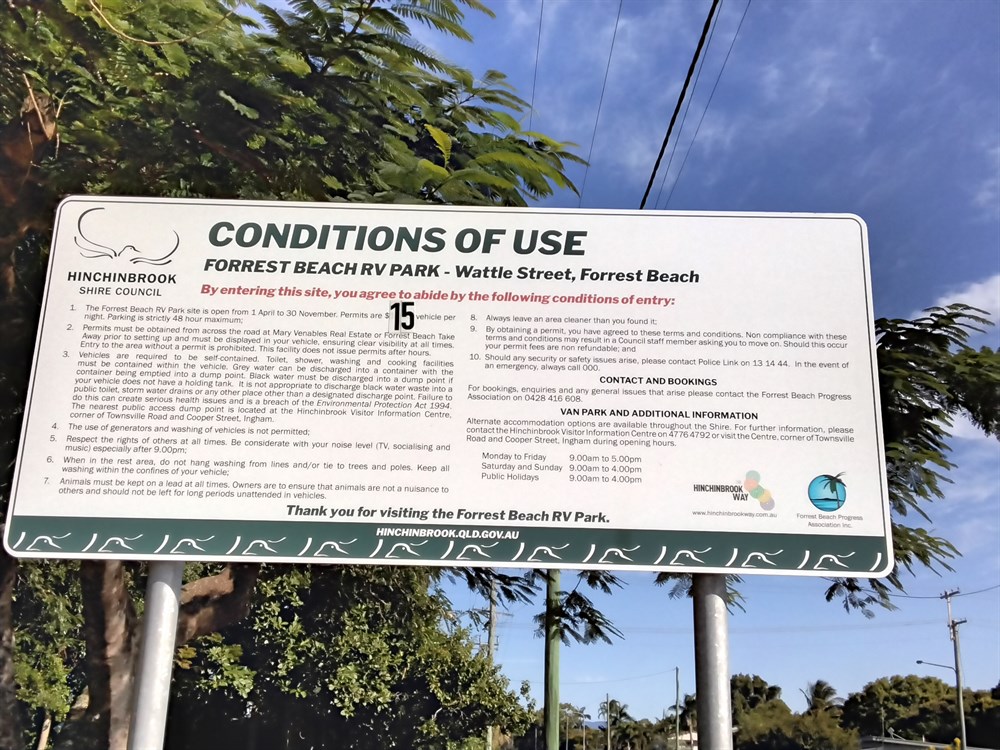 HINCHINBROOK
SHIRE COUNCIL
CONDITIONS OF USE
FORREST BEACH RV PARK - Wattle Street, Forrest Beach
By entering this site, you agree to abide by the following conditions of entry:
1. The Forrest Beach RV Park site is open from 1 April to 30 November. Permits are $15 vehicle per
night. Parking is strictly 48 hour maximum;
2. Permits must be obtained from across the road at Mary Venables Real Estate or Forrest Beach Take
Away prior to setting up and must be displayed in your vehicle, ensuring clear visibility at all times.
Entry to the area without a permit is prohibited. This facility does not issue permits after hours.
3. Vehicles are required to be self-contained. Toilet, shower, washing and cooking facilities
must be contained within the vehicle. Grey water can be discharged into a container with the
container being emptied into a dump point. Black water must be discharged into a dump point if
your vehicle does not have a holding tank. It is not appropriate to discharge black water waste into a
public toilet, storm water drains or any other place other than a designated discharge point. Failure to
do this can create serious health issues and is a breach of the Environmental Protection Act 1994.
The nearest public access dump point is located at the Hinchinbrook Visitor Information Centre,
corner of Townsville Road and Cooper Street, Ingham.
4. The use of generators and washing of vehicles is not permitted;
5. Respect the rights of others at all times. Be considerate with your noise level (TV, socialising and
music) especially after 9.00pm;
6. When in the rest area, do not hang washing from lines and/or tie to trees and poles. Keep all
washing within the confines of your vehicle;
7. Animals must be kept on a lead at all times. Owners are to ensure that animals are not a nuisance to
others and should not be left for long periods unattended in vehicles.
8. Always leave an area cleaner than you found it;
9. By obtaining a permit, you have agreed to these terms and conditions. Non compliance with these
terms and conditions may result in a Council staff member asking you to move on. Should this occur
your permit fees are non refundable; and
10. Should any security or safety issues arise, please contact Police Link on 13 14 44. In the event of
an emergency, always call 000.
CONTACT AND BOOKINGS
For bookings, enquiries and any general issues that arise please contact the Forrest Beach Progress
Association on 0428 416 608.
VAN PARK AND ADDITIONAL INFORMATION
Alternate accommodation options are available throughout the Shire. For further information, please
contact the Hinchinbrook Visitor Information Centre on 4776 4792 or visit the Centre, corner of Townsville
Road and Cooper Street, Ingham during opening hours.
Monday to Friday 9.00am to 5.00pm
Saturday and Sunday 9.00am to 4.00pm
Public Holidays 9.00am to 4.00pm
HINCHINBROOK
WAY
www.hinchinbrookway.com.au
Forrest Beach Progress
Association Inc.
Thank you for visiting the Forrest Beach RV Park.
HINCHINBROOK.QLD.GOV.AU